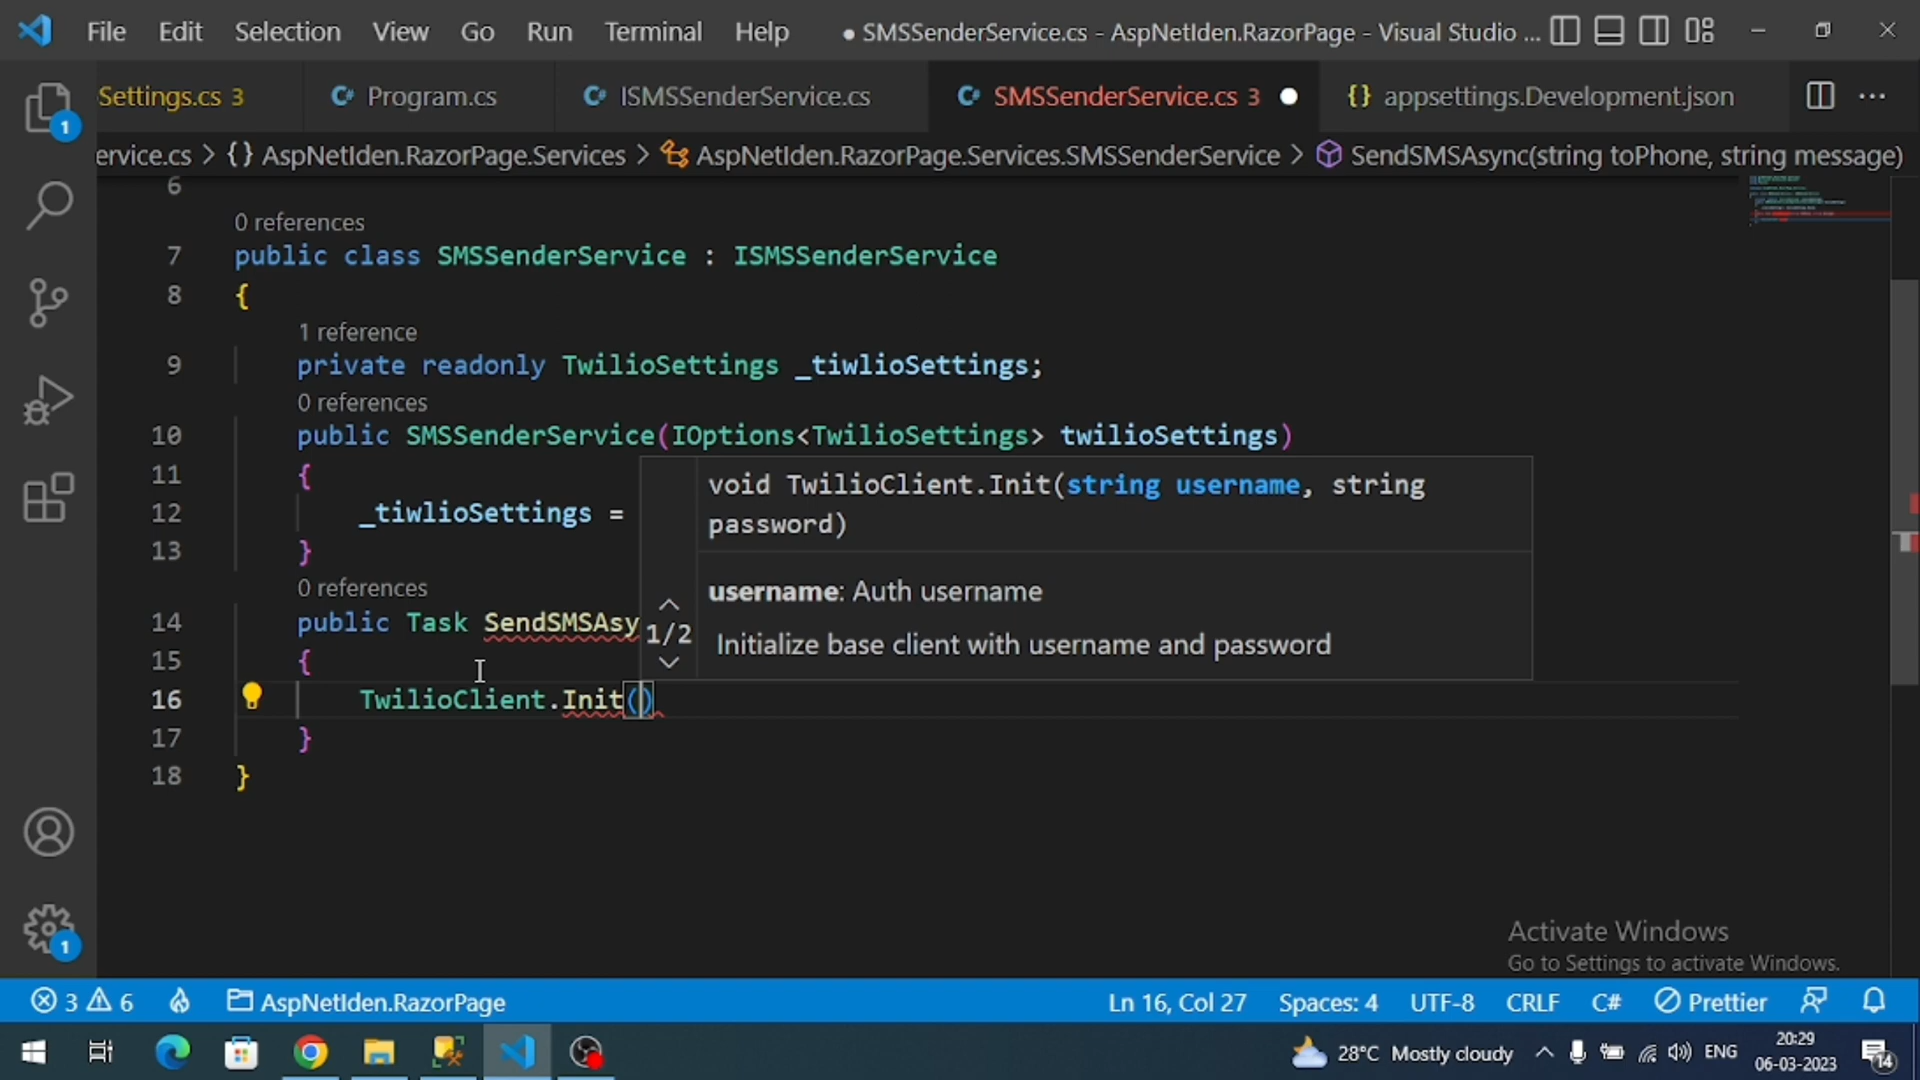 File Edit Selection View Go Run Terminal Help ● SMSSenderService.cs - AspNetIden.RazorPage - Visual Studio ...
Settings.cs 3 Program.cs ISMSSenderService.cs SMSSenderService.cs 3 ● {} appsettings.Development.json ...
ervice.cs > {} AspNetIden.RazorPage.Services > AspNetIden.RazorPage.Services.SMSSenderService > SendSMSAsync(string toPhone, string message)
6
0 references
7 public class SMSSenderService : ISMSSenderService
8 {
1 reference
9 private readonly TwilioSettings _tiwlioSettings;
0 references
10 public SMSSenderService(IOptions<TwilioSettings> twilioSettings)
11 {
12 _tiwlioSettings =
13 }
0 references
14 public Task SendSMSAsy
15 {
16 TwilioClient.Init()
17 }
18 }
void TwilioClient.Init(string username, string
password)
username: Auth username
1/2
Initialize base client with username and password
1
1
Activate Windows
Go to Settings to activate Windows.
3 6 AspNetIden.RazorPage Ln 16, Col 27 Spaces: 4 UTF-8 CRLF C# Prettier
28°C Mostly cloudy ENG 20:29
06-03-2023
14